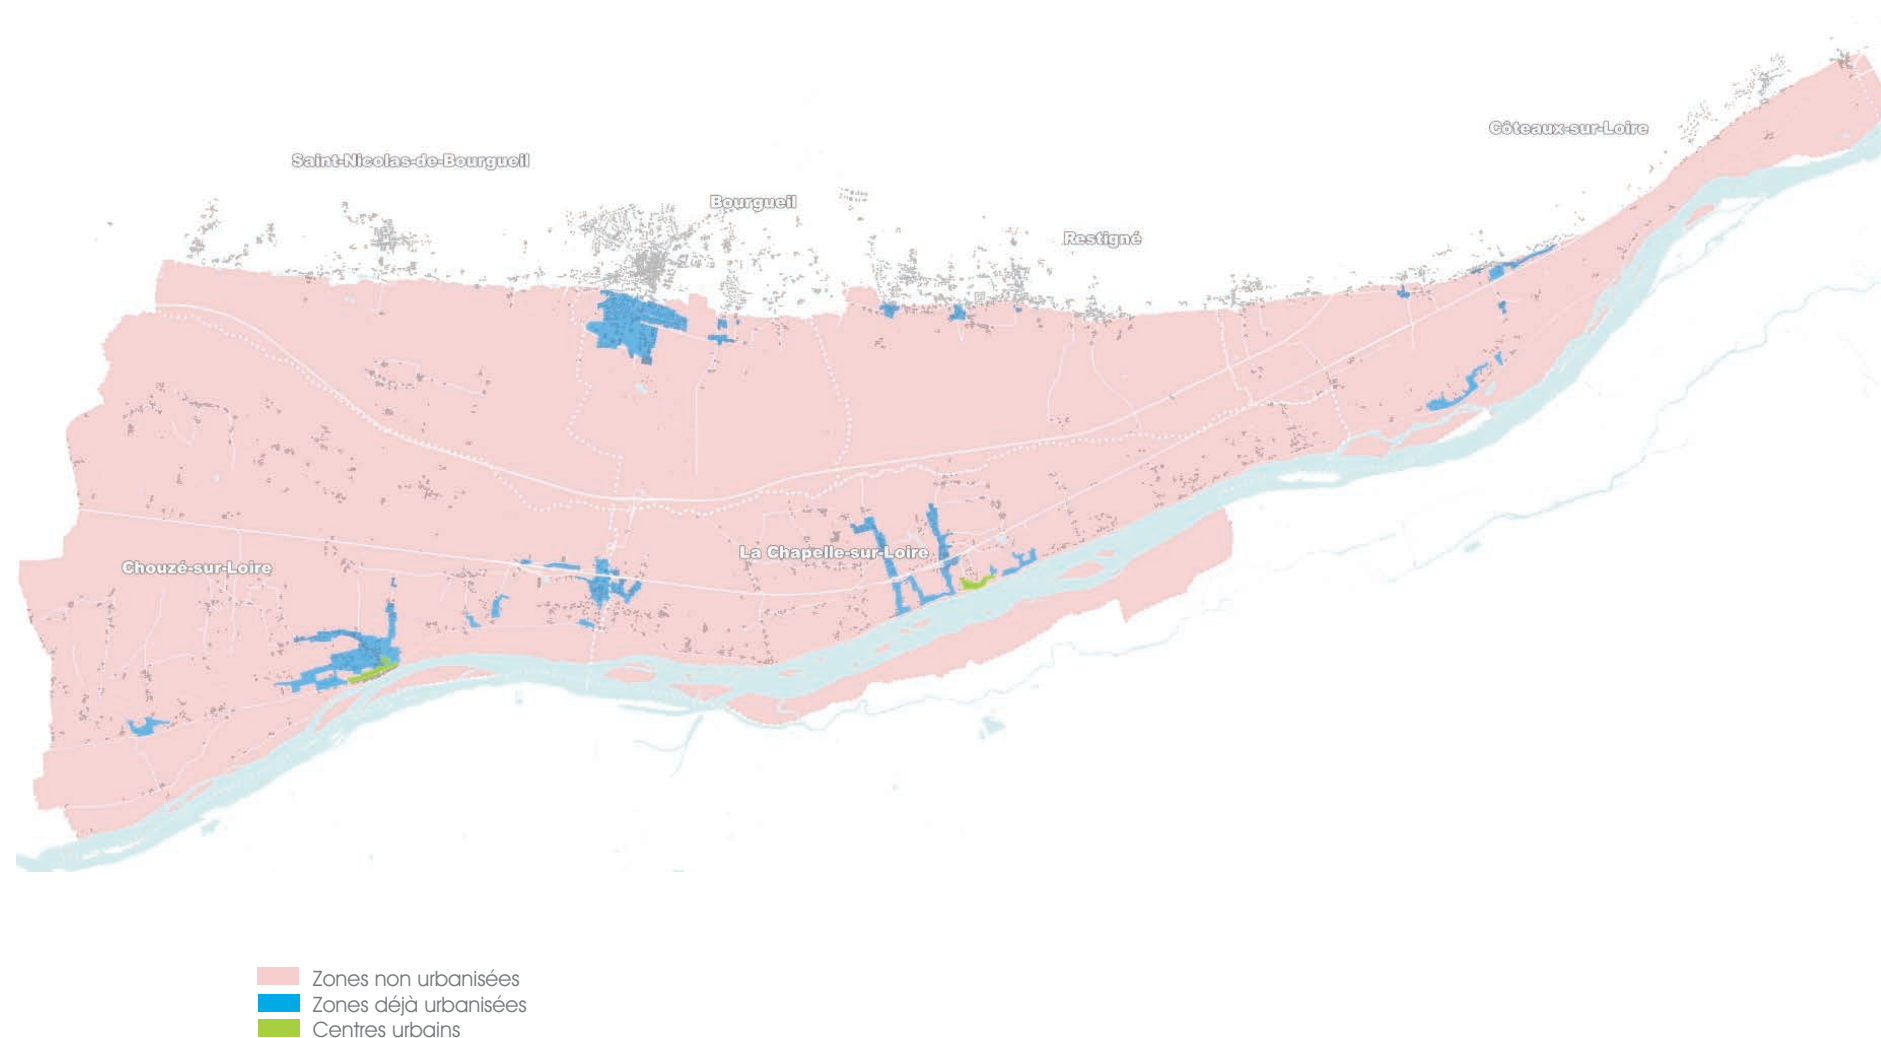 Côteaux-sur-Loire
Saint-Nicolas-de-Bourgueil
Bourgueil
Restigné
La Chapelle-sur-Loire
Chouzé-sur-Loire
Zones non urbanisées
Zones déjà urbanisées
Centres urbains